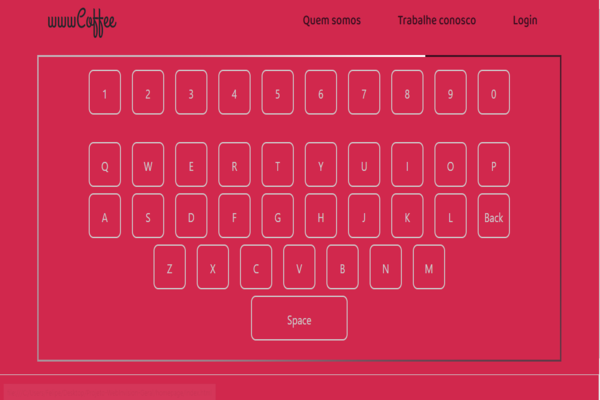 wwwCoffee Quem somos Trabalhe conosco Login
1 2 3 4 5 6 7 8 9 0
Q W E R T Y U I O P
A S D F G H J K L Back
Z X C V B N M
Space